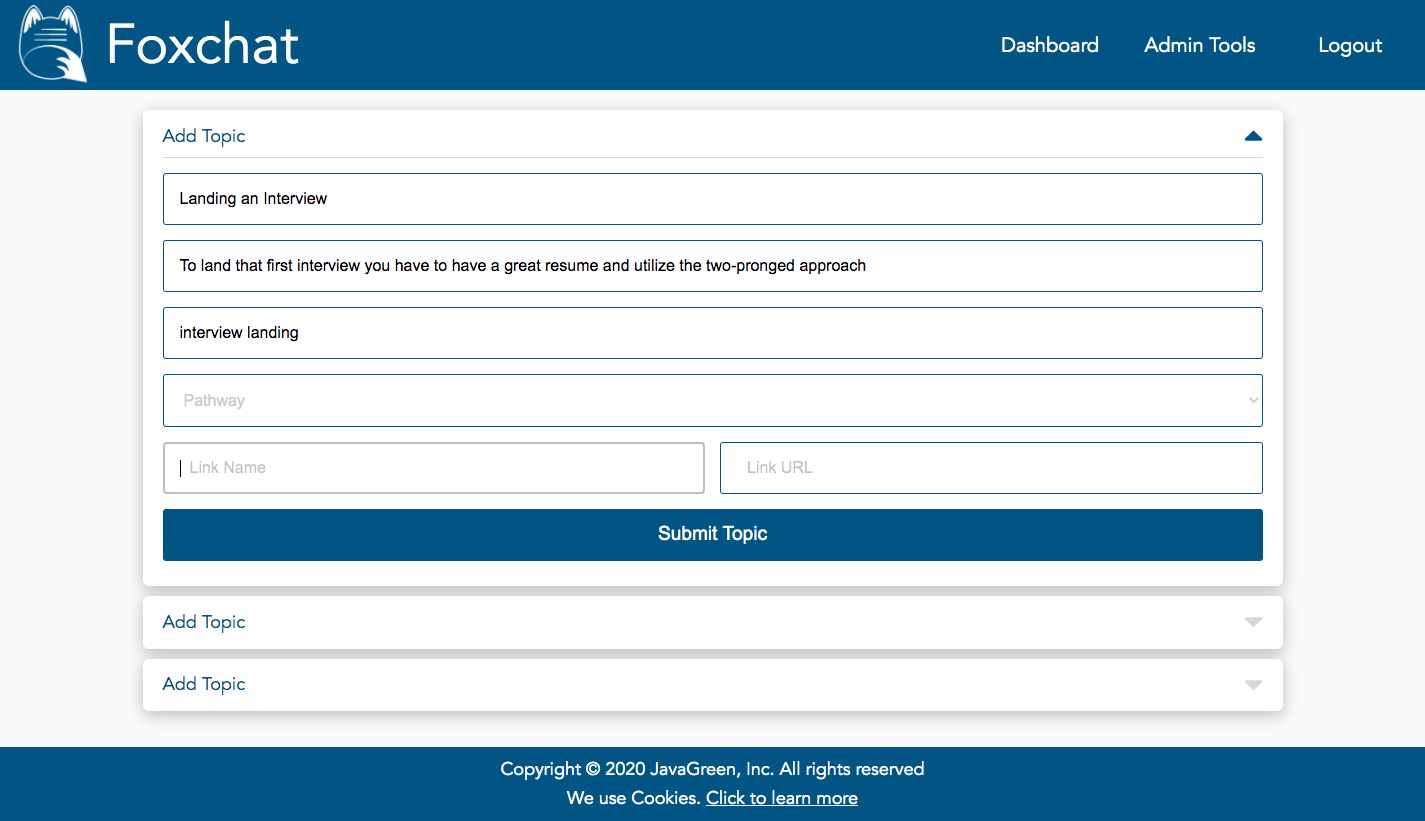 Foxchat
Dashboard Admin Tools Logout
Add Topic
Landing an Interview
To land that first interview you have to have a great resume and utilize the two-pronged approach
interview landing
Pathway
Link Name Link URL
Submit Topic
Add Topic
Add Topic
Copyright © 2020 JavaGreen, Inc. All rights reserved
We use Cookies. Click to learn more